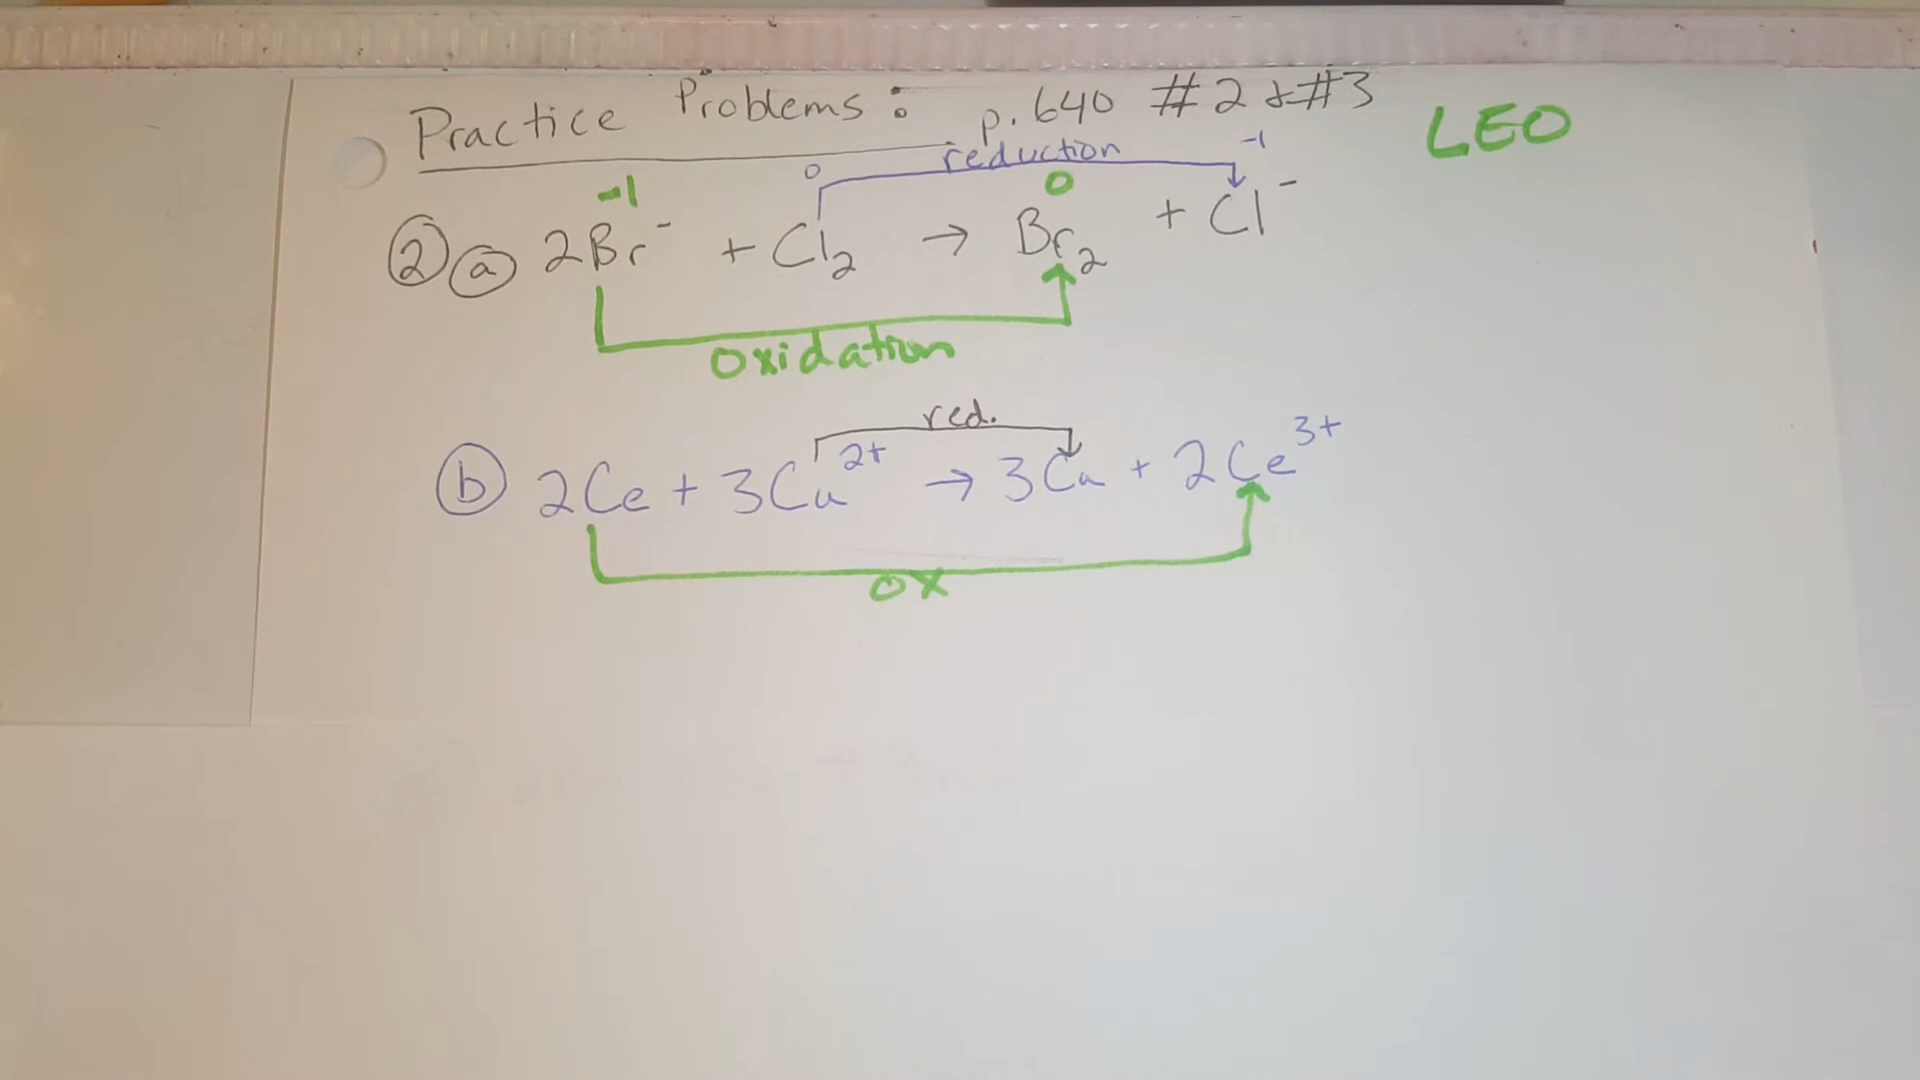 Practice Problems: p.640 #2 & #3
LEO
reduction
-1 0 0 -1
② ⓐ 2Br⁻ + Cl₂ → Br₂ + Cl⁻
oxidation
red.
ⓑ 2Ce + 3Cu²⁺ → 3Cu + 2Ce³⁺
ox